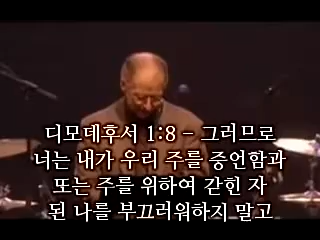 디모데후서 1:8 - 그러므로
너는 내가 우리 주를 증언함과
또는 주를 위하여 갇힌 자
된 나를 부끄러워하지 말고